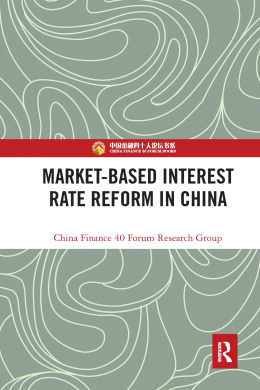 中国金融四十人论坛书系
CHINA FINANCE 40 FORUM BOOKS
MARKET-BASED INTEREST
RATE REFORM IN CHINA
China Finance 40 Forum Research Group
R
Routledge